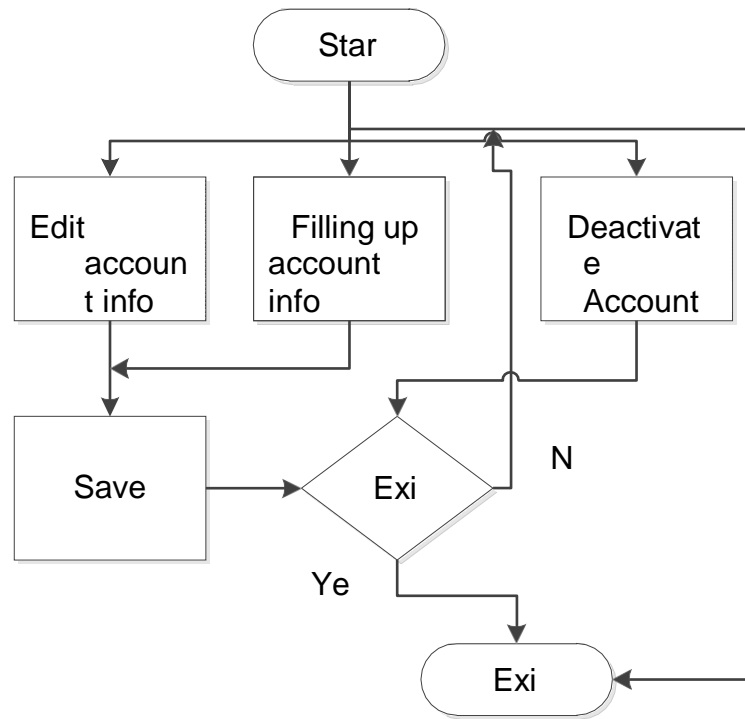 Star
Edit
accoun
t info
Filling up
account
info
Deactivat
e
Account
Save
Exi
N
Ye
Exi